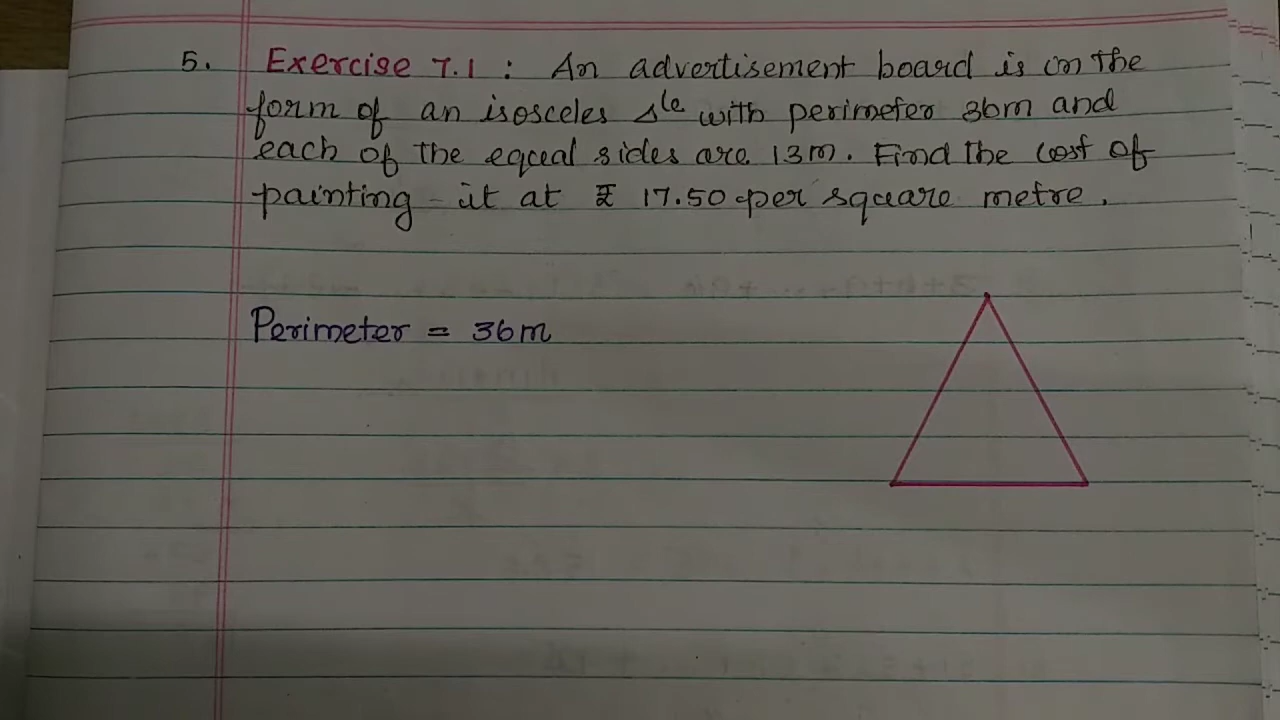 5. Exercise 7.1 : An advertisement board is in the
form of an isosceles Δle with perimeter 36m and
each of the equal sides are 13m. Find the cost of
painting it at ₹ 17.50 per square metre.
Perimeter = 36m